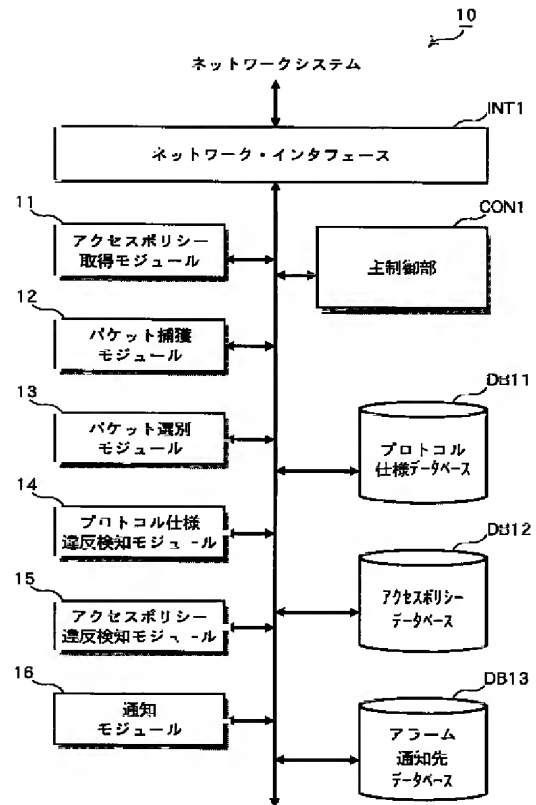 10
ネットワークシステム
INT1
ネットワーク・インタフェース
11
アクセスポリシー
取得モジュール
CON1
主制御部
12
パケット捕獲
モジュール
13
パケット選別
モジュール
DB11
プロトコル
仕様データベース
14
プロトコル仕様
違反検知モジュール
DB12
アクセスポリシー
データベース
15
アクセスポリシー
違反検知モジュール
16
通知
モジュール
DB13
アラーム
通知先
データベース